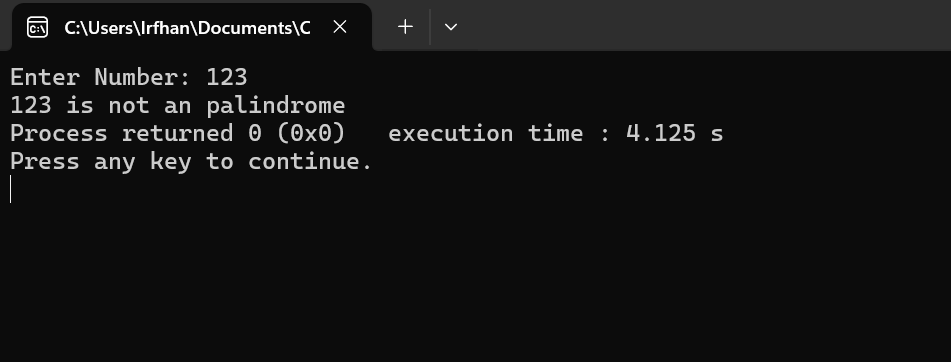 C:\Users\Irfhan\Documents\C
Enter Number: 123
123 is not an palindrome
Process returned 0 (0x0)   execution time : 4.125 s
Press any key to continue.